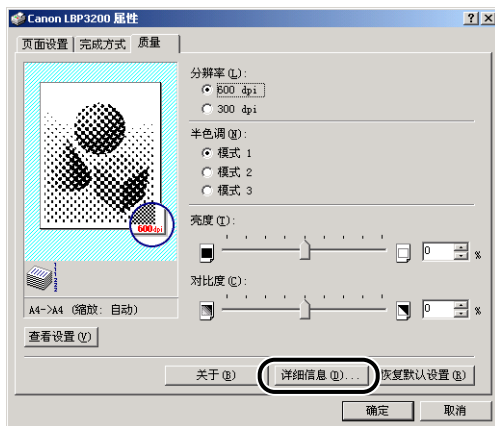 Canon LBP3200 属性
页面设置 完成方式 质量
分辨率(L):
600 dpi
300 dpi
半色调(N):
模式 1
模式 2
模式 3
600dpi
亮度(T):
0 %
对比度(C):
0 %
A4->A4 (缩放: 自动)
查看设置(V)
关于(B) 详细信息(D)... 恢复默认设置(R)
确定 取消